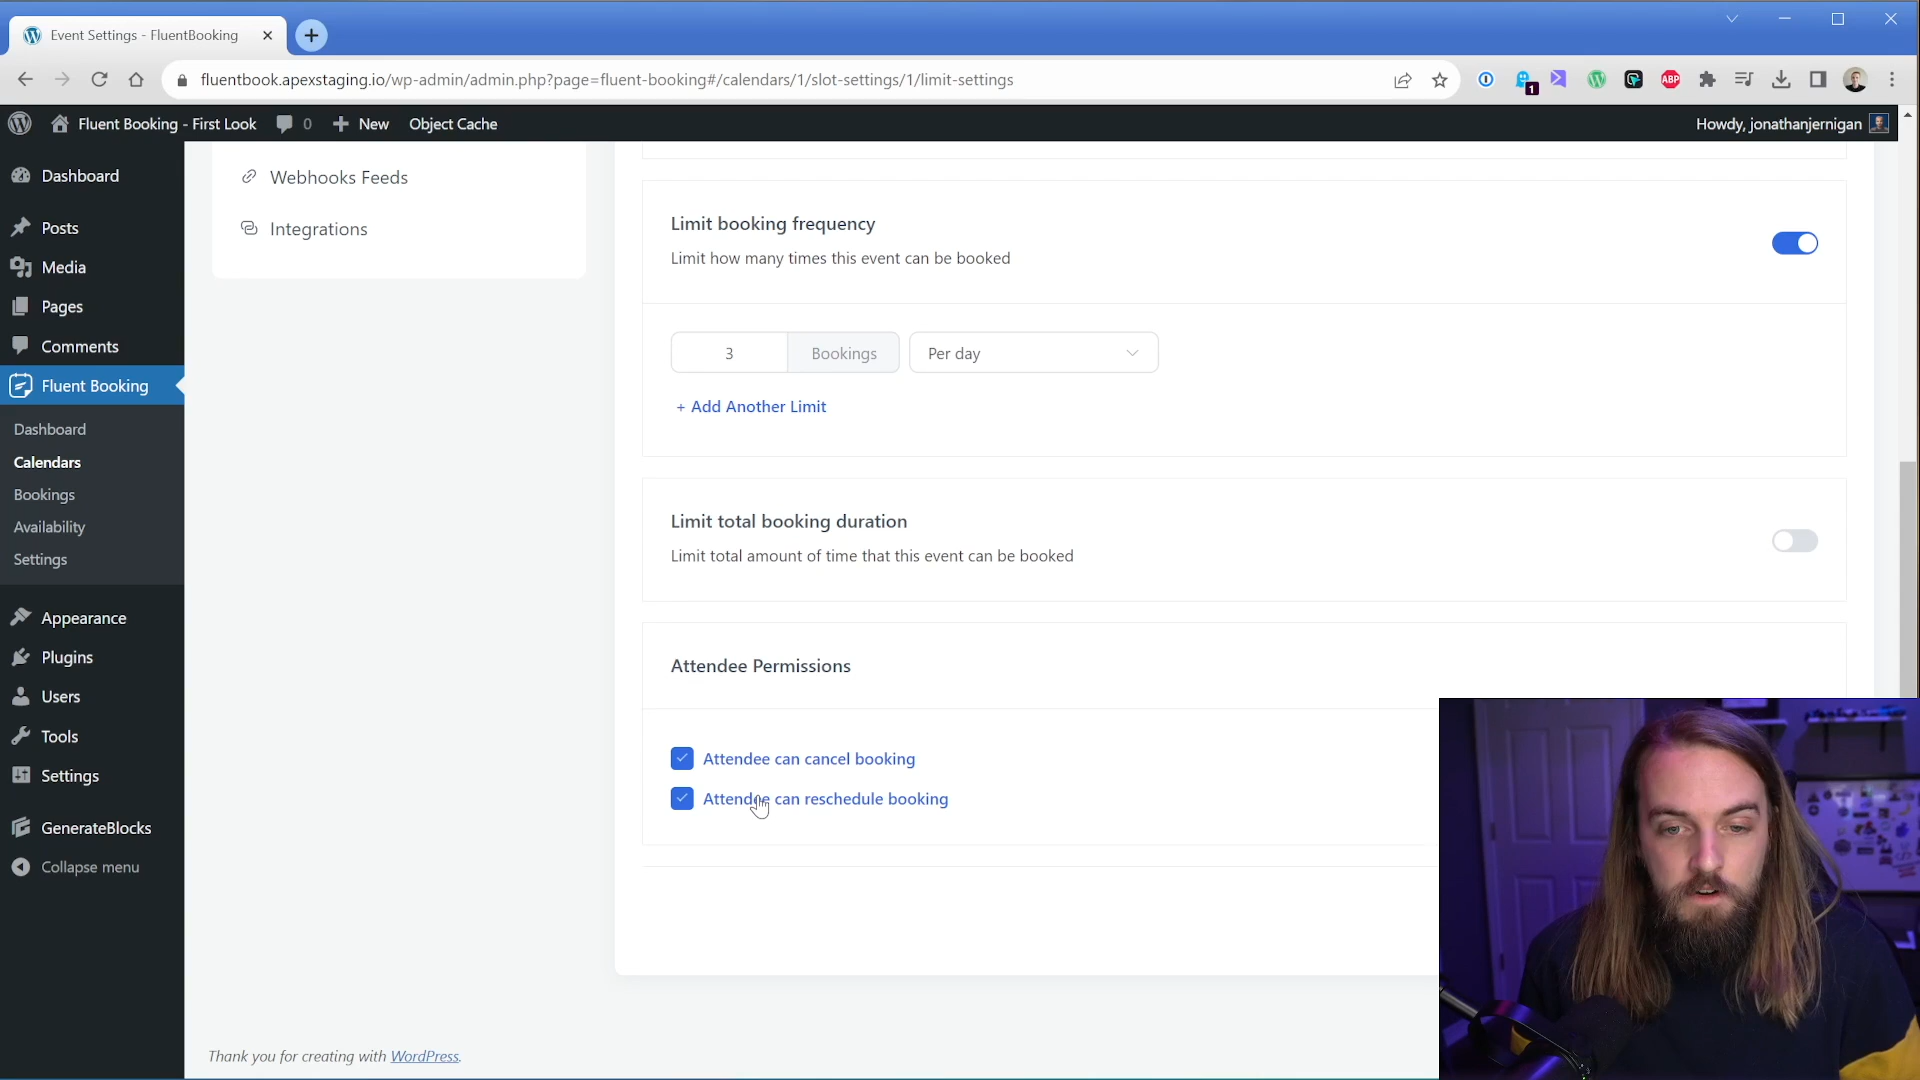 Event Settings - FluentBooking
fluentbook.apexstaging.io/wp-admin/admin.php?page=fluent-booking#/calendars/1/slot-settings/1/limit-settings
1
ABP
Fluent Booking - First Look
0
New
Object Cache
Howdy, jonathanjernigan
Dashboard
Posts
Media
Pages
Comments
Fluent Booking
Dashboard
Calendars
Bookings
Availability
Settings
Appearance
Plugins
Users
Tools
Settings
GenerateBlocks
Collapse menu
Webhooks Feeds
Integrations
Limit booking frequency
Limit how many times this event can be booked
3 Bookings Per day
+ Add Another Limit
Limit total booking duration
Limit total amount of time that this event can be booked
Attendee Permissions
Attendee can cancel booking
Attendee can reschedule booking
Thank you for creating with WordPress.